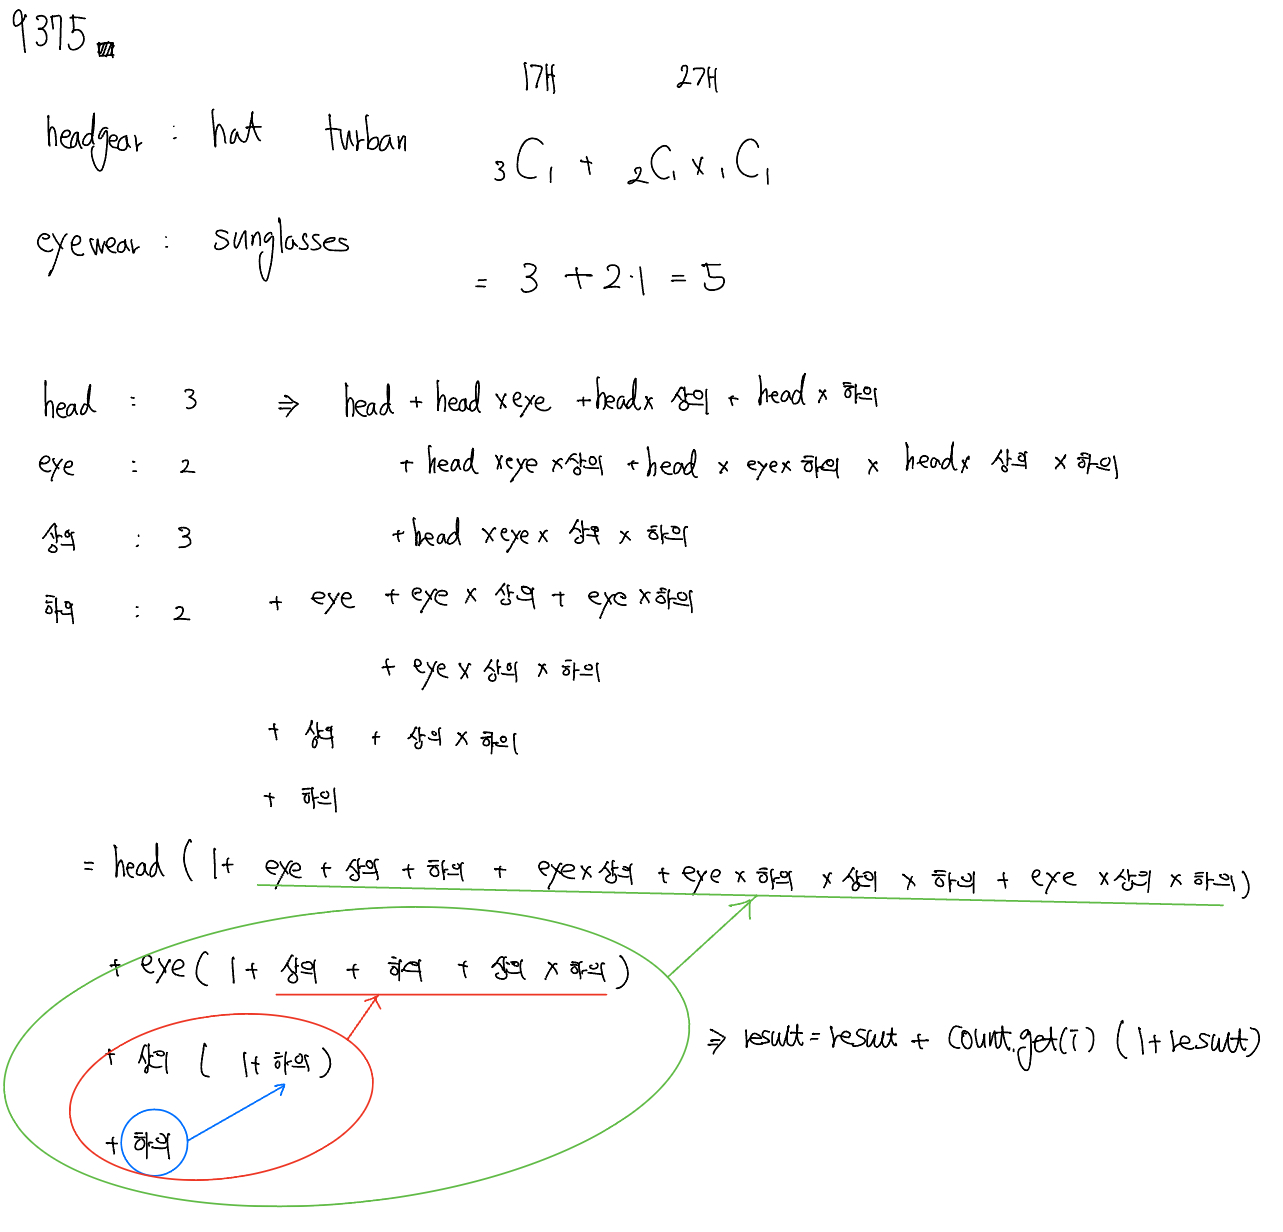 9375
1개 2개
headgear : hat turban
₃C₁ + ₂C₁ x ₁C₁
eyewear : sunglasses
= 3 + 2·1 = 5
head : 3 ⇒ head + head x eye + head x 상의 + head x 하의
eye : 2 + head x eye x 상의 + head x eye x 하의 x head x 상의 x 하의
상의 : 3 + head x eye x 상의 x 하의
하의 : 2 + eye + eye x 상의 + eye x 하의
+ eye x 상의 x 하의
+ 상의 + 상의 x 하의
+ 하의
= head ( 1 + eye + 상의 + 하의 + eye x 상의 + eye x 하의 x 상의 x 하의 + eye x 상의 x 하의 )
+ eye ( 1 + 상의 + 하의 + 상의 x 하의 )
⇒ result = result + count.get(i) ( 1 + result )
+ 상의 ( 1 + 하의 )
+ 하의